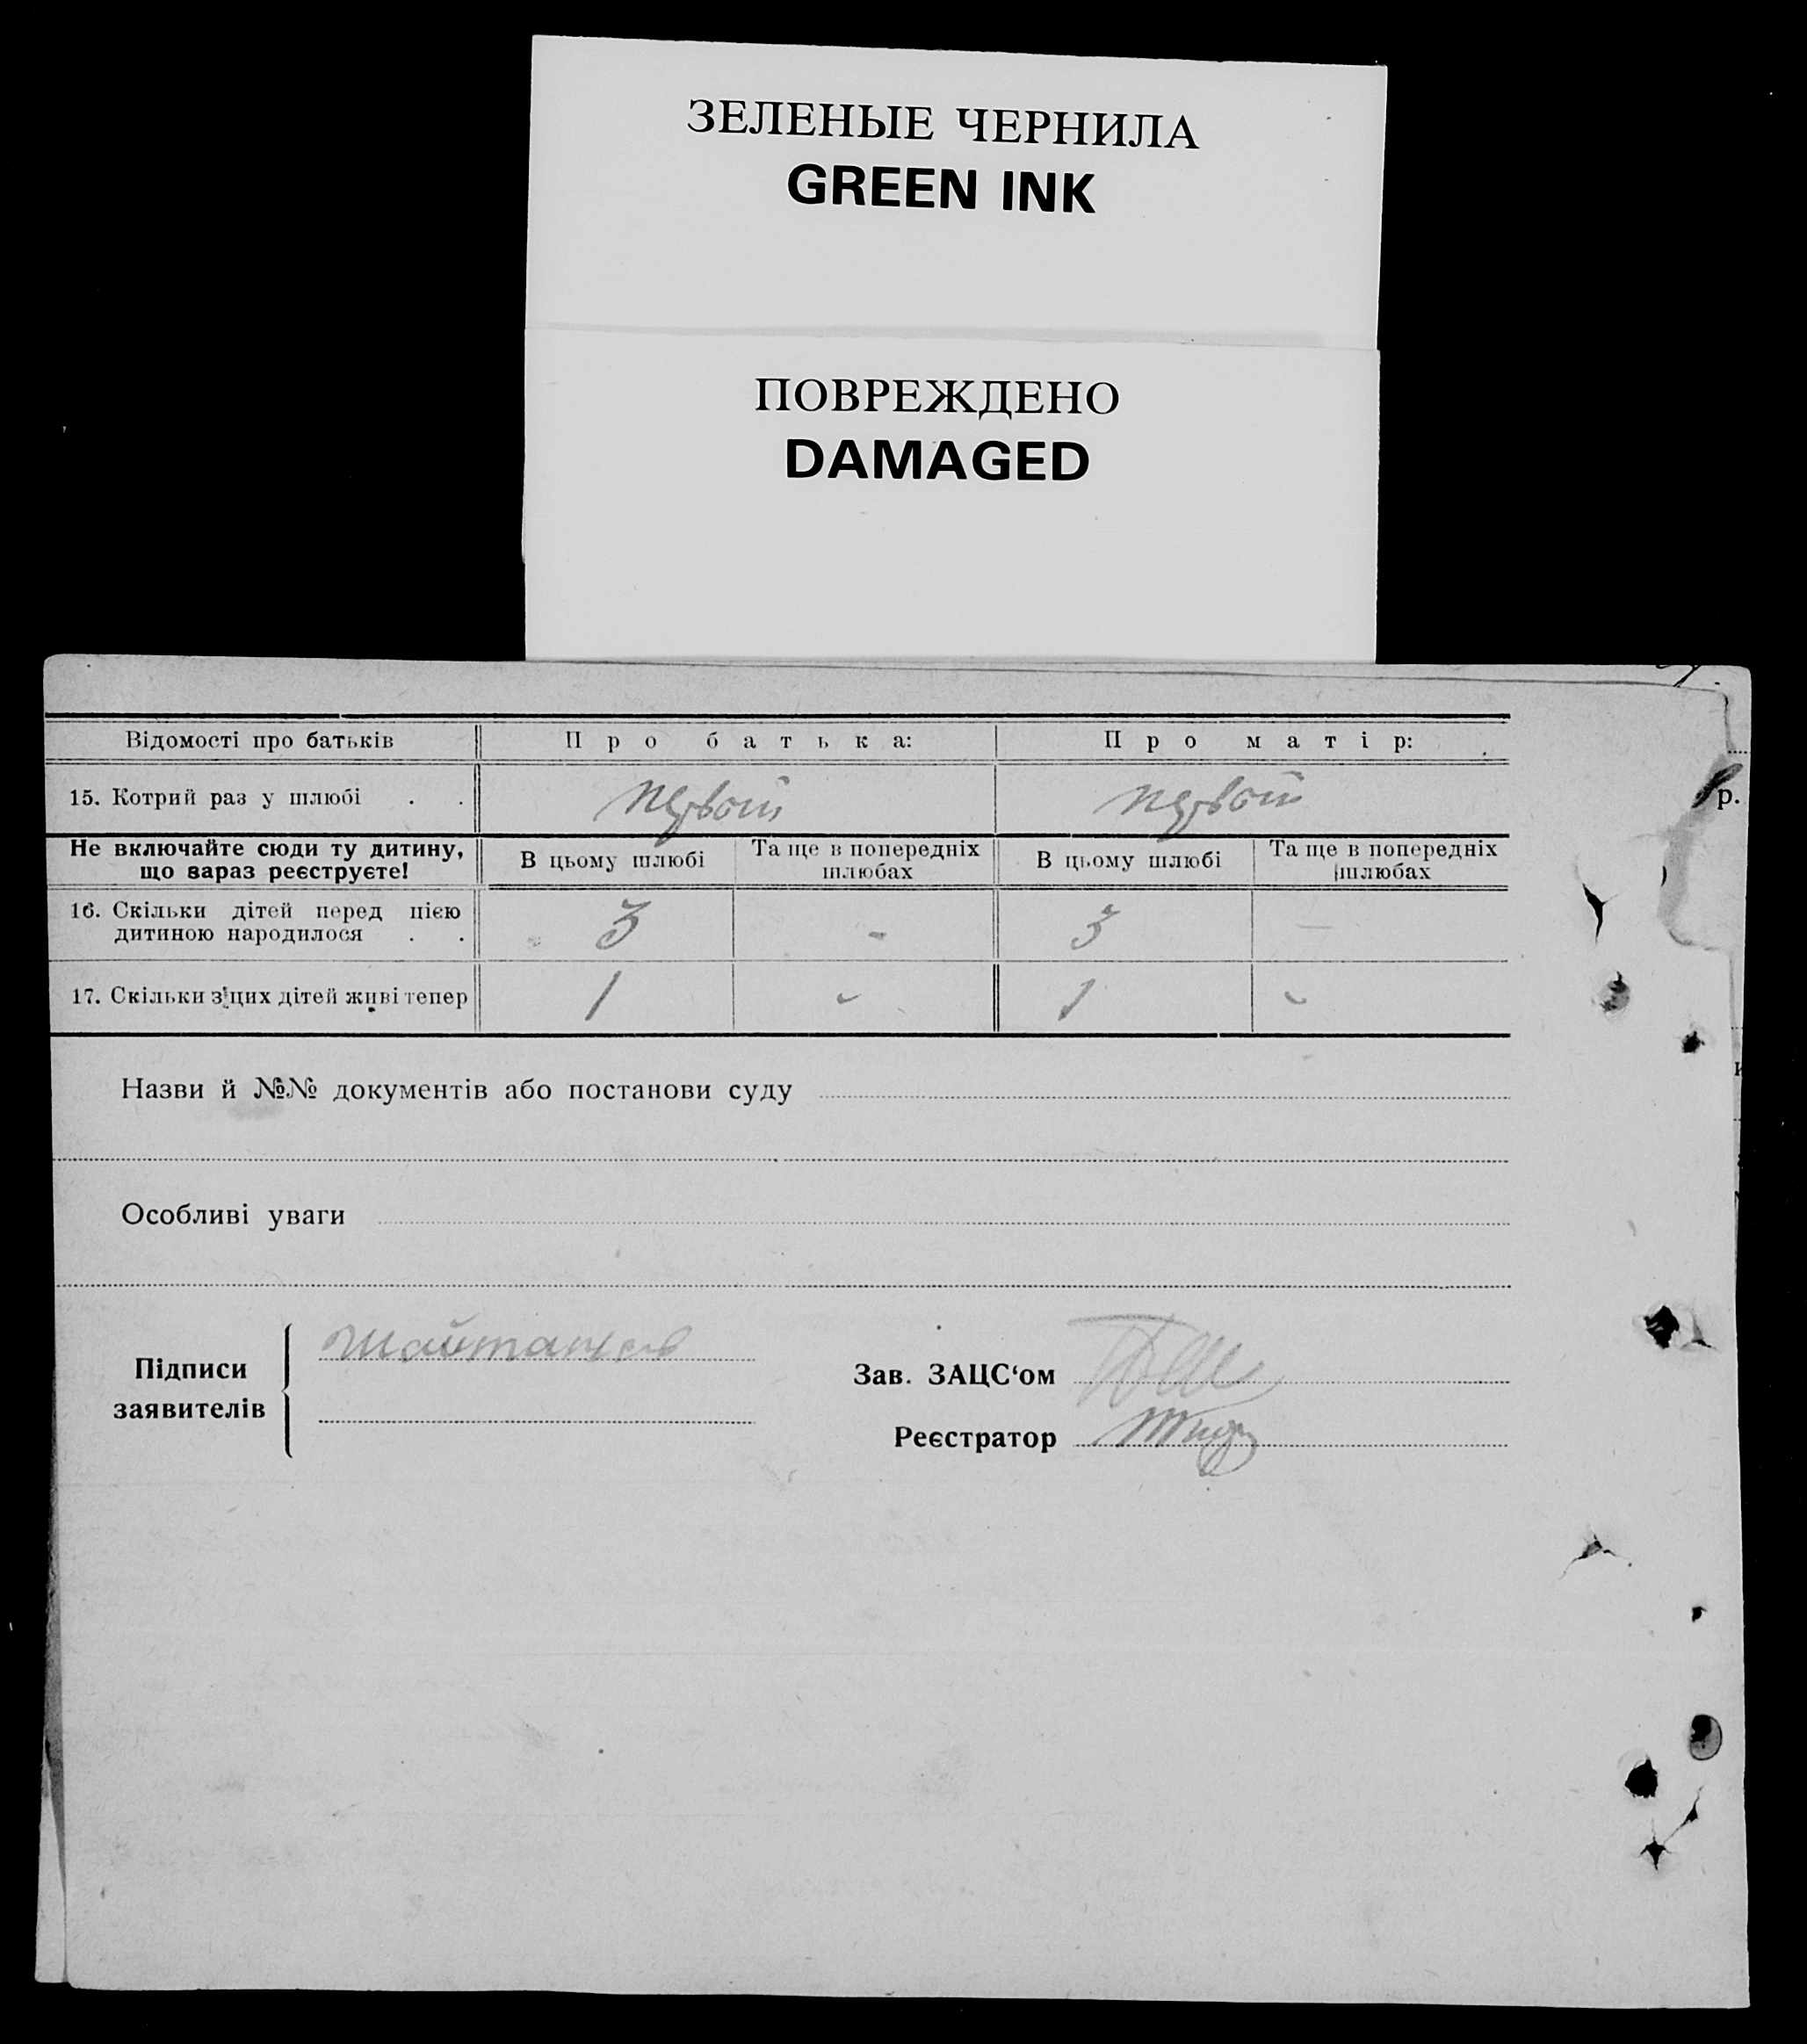 ЗЕЛЕНЫЕ ЧЕРНИЛА
GREEN INK
ПОВРЕЖДЕНО
DAMAGED
Відомості про батьків Про батька: Про матір:
15. Котрий раз у шлюбі . . первый первый
р.
Не включайте сюди ту дитину, що зараз реєструєте! В цьому шлюбі Та ще в попередніх шлюбах В цьому шлюбі Та ще в попередніх шлюбах
16. Скільки дітей перед цією
дитиною народилося . . 3 - 3 -
17. Скільки з цих дітей живі тепер 1 - 1 -
Назви й №№ документів або постанови суду
Особливі уваги
Підписи
заявителів
Зав. ЗАЦС‘ом
Реєстратор